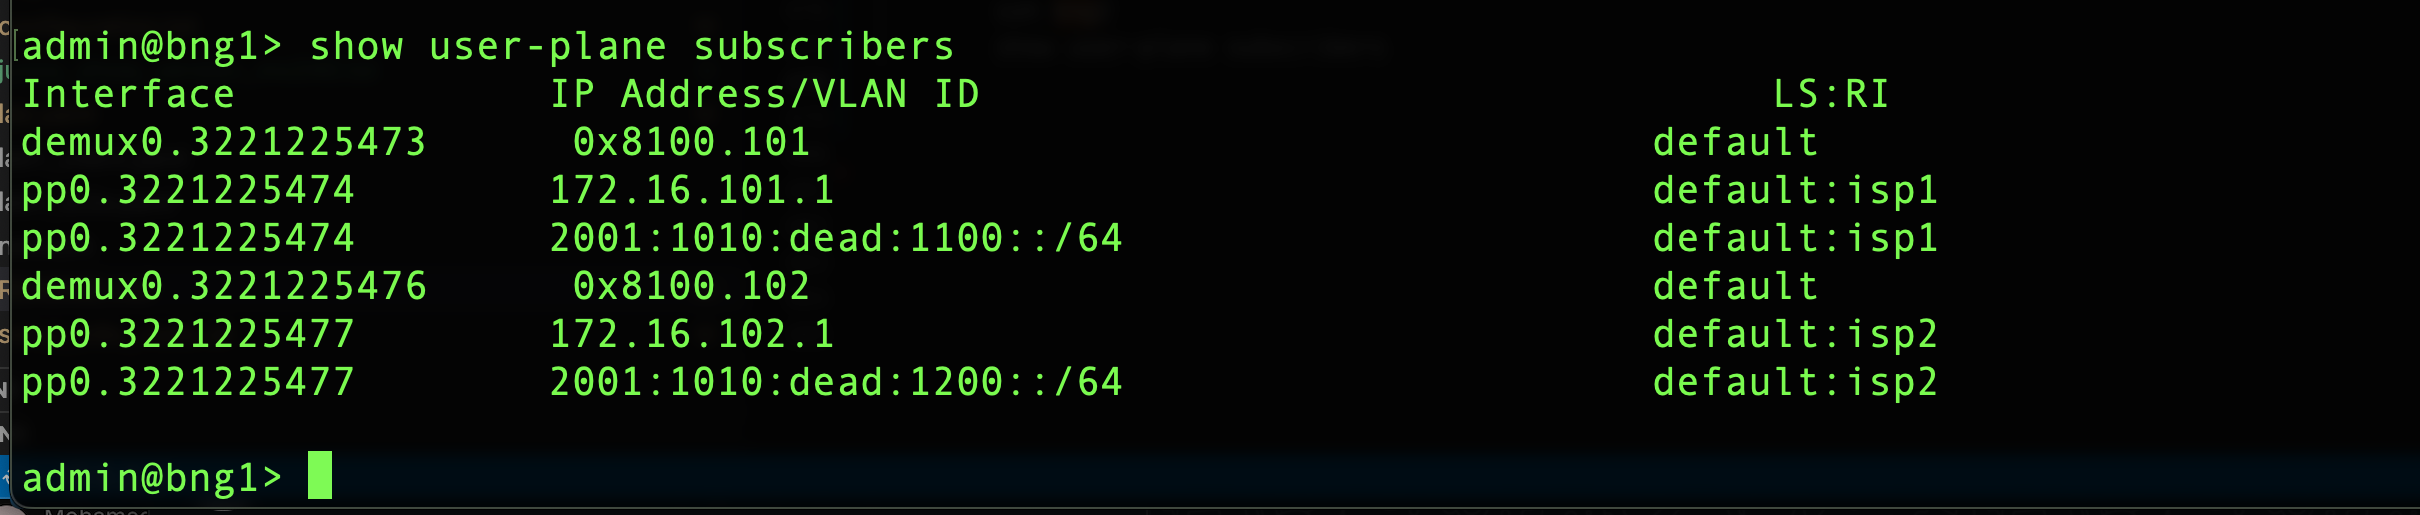 admin@bng1> show user-plane subscribers
Interface IP Address/VLAN ID LS:RI
demux0.3221225473 0x8100.101 default
pp0.3221225474 172.16.101.1 default:isp1
pp0.3221225474 2001:1010:dead:1100::/64 default:isp1
demux0.3221225476 0x8100.102 default
pp0.3221225477 172.16.102.1 default:isp2
pp0.3221225477 2001:1010:dead:1200::/64 default:isp2
admin@bng1>